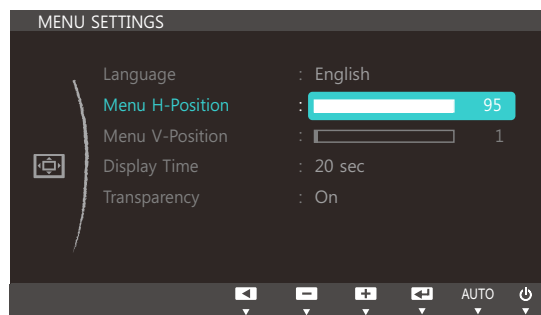 MENU SETTINGS
Language : English
Menu H-Position : 95
Menu V-Position : 1
Display Time : 20 sec
Transparency : On
AUTO